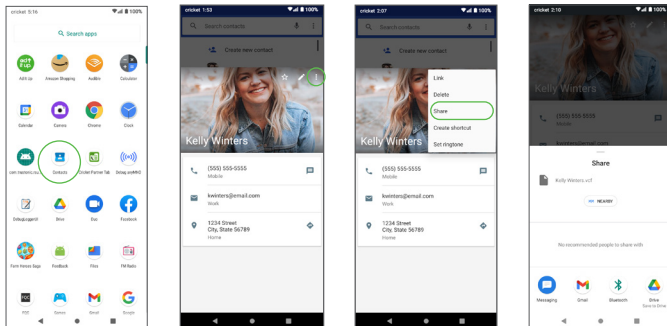 cricket 5:16
100%
Search apps
Add It Up
Amazon Shopping
Audible
Calculator
Calendar
Camera
Chrome
Clock
Contacts
Cricket Partner Tab
Drive
Duo
Facebook
Farm Heroes Saga
Feedback
Files
FM Radio
FOC
Games
Gmail
Google
cricket 1:53
100%
Search contacts
Create new contact
Kelly Winters
(555) 555-5555
Mobile
kwinters@email.com
Work
1234 Street
City, State 56789
Home
cricket 2:07
100%
Search contacts
Create new contact
Link
Delete
Share
Create shortcut
Set ringtone
Kelly Winters
(555) 555-5555
Mobile
kwinters@email.com
Work
1234 Street
City, State 56789
Home
cricket 2:10
100%
Kelly Winters
(555) 555-5555
Mobile
kwinters@email.com
Share
Kelly Winters.vcf
NEARBY
No recommended people to share with
Messaging
Gmail
Bluetooth
Drive
Save to Drive